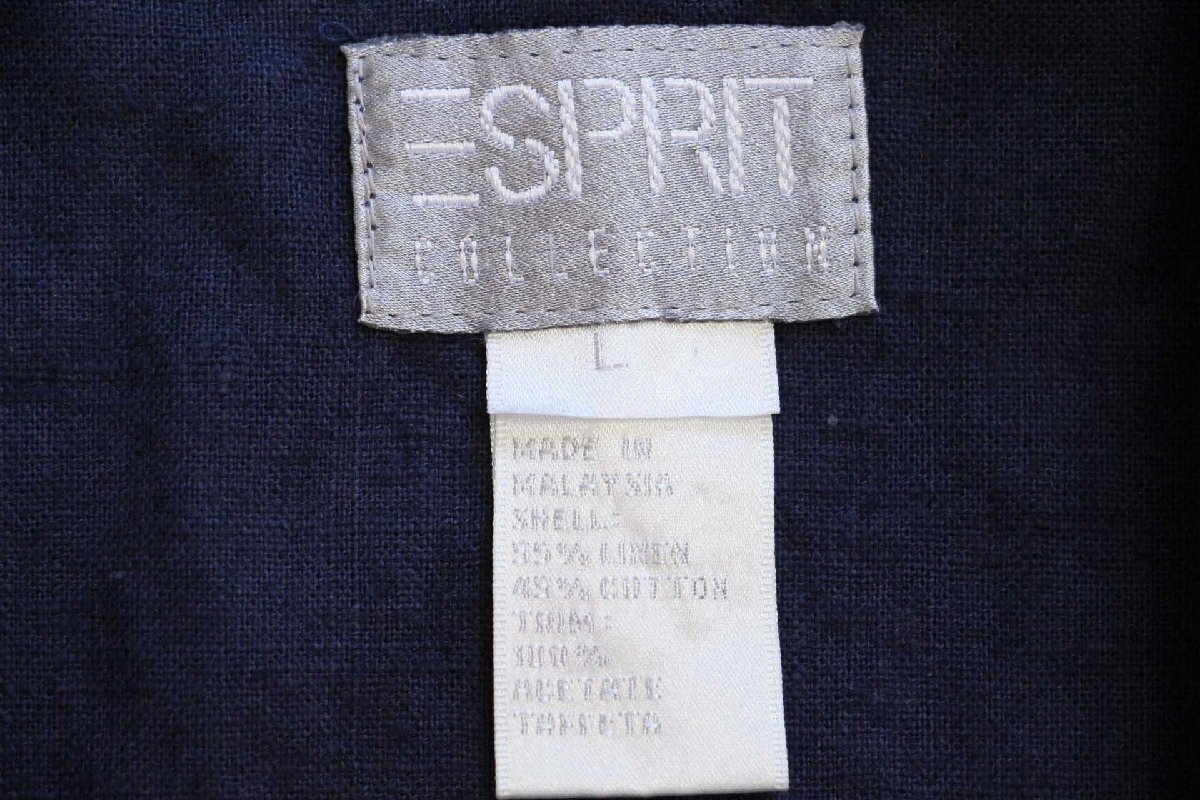 ESPRIT
COLLECTION
L
MADE IN
MALAYSIA
SHELL:
55% LINEN
45% COTTON
TRIM:
100%
ACETATE
TAFFETA